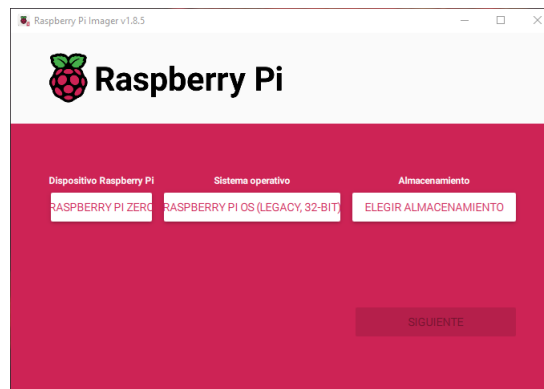 Raspberry Pi Imager v1.8.5
Raspberry Pi
Dispositivo Raspberry Pi
Sistema operativo
Almacenamiento
RASPBERRY PI ZERO
RASPBERRY PI OS (LEGACY, 32-BIT)
ELEGIR ALMACENAMIENTO
SIGUIENTE